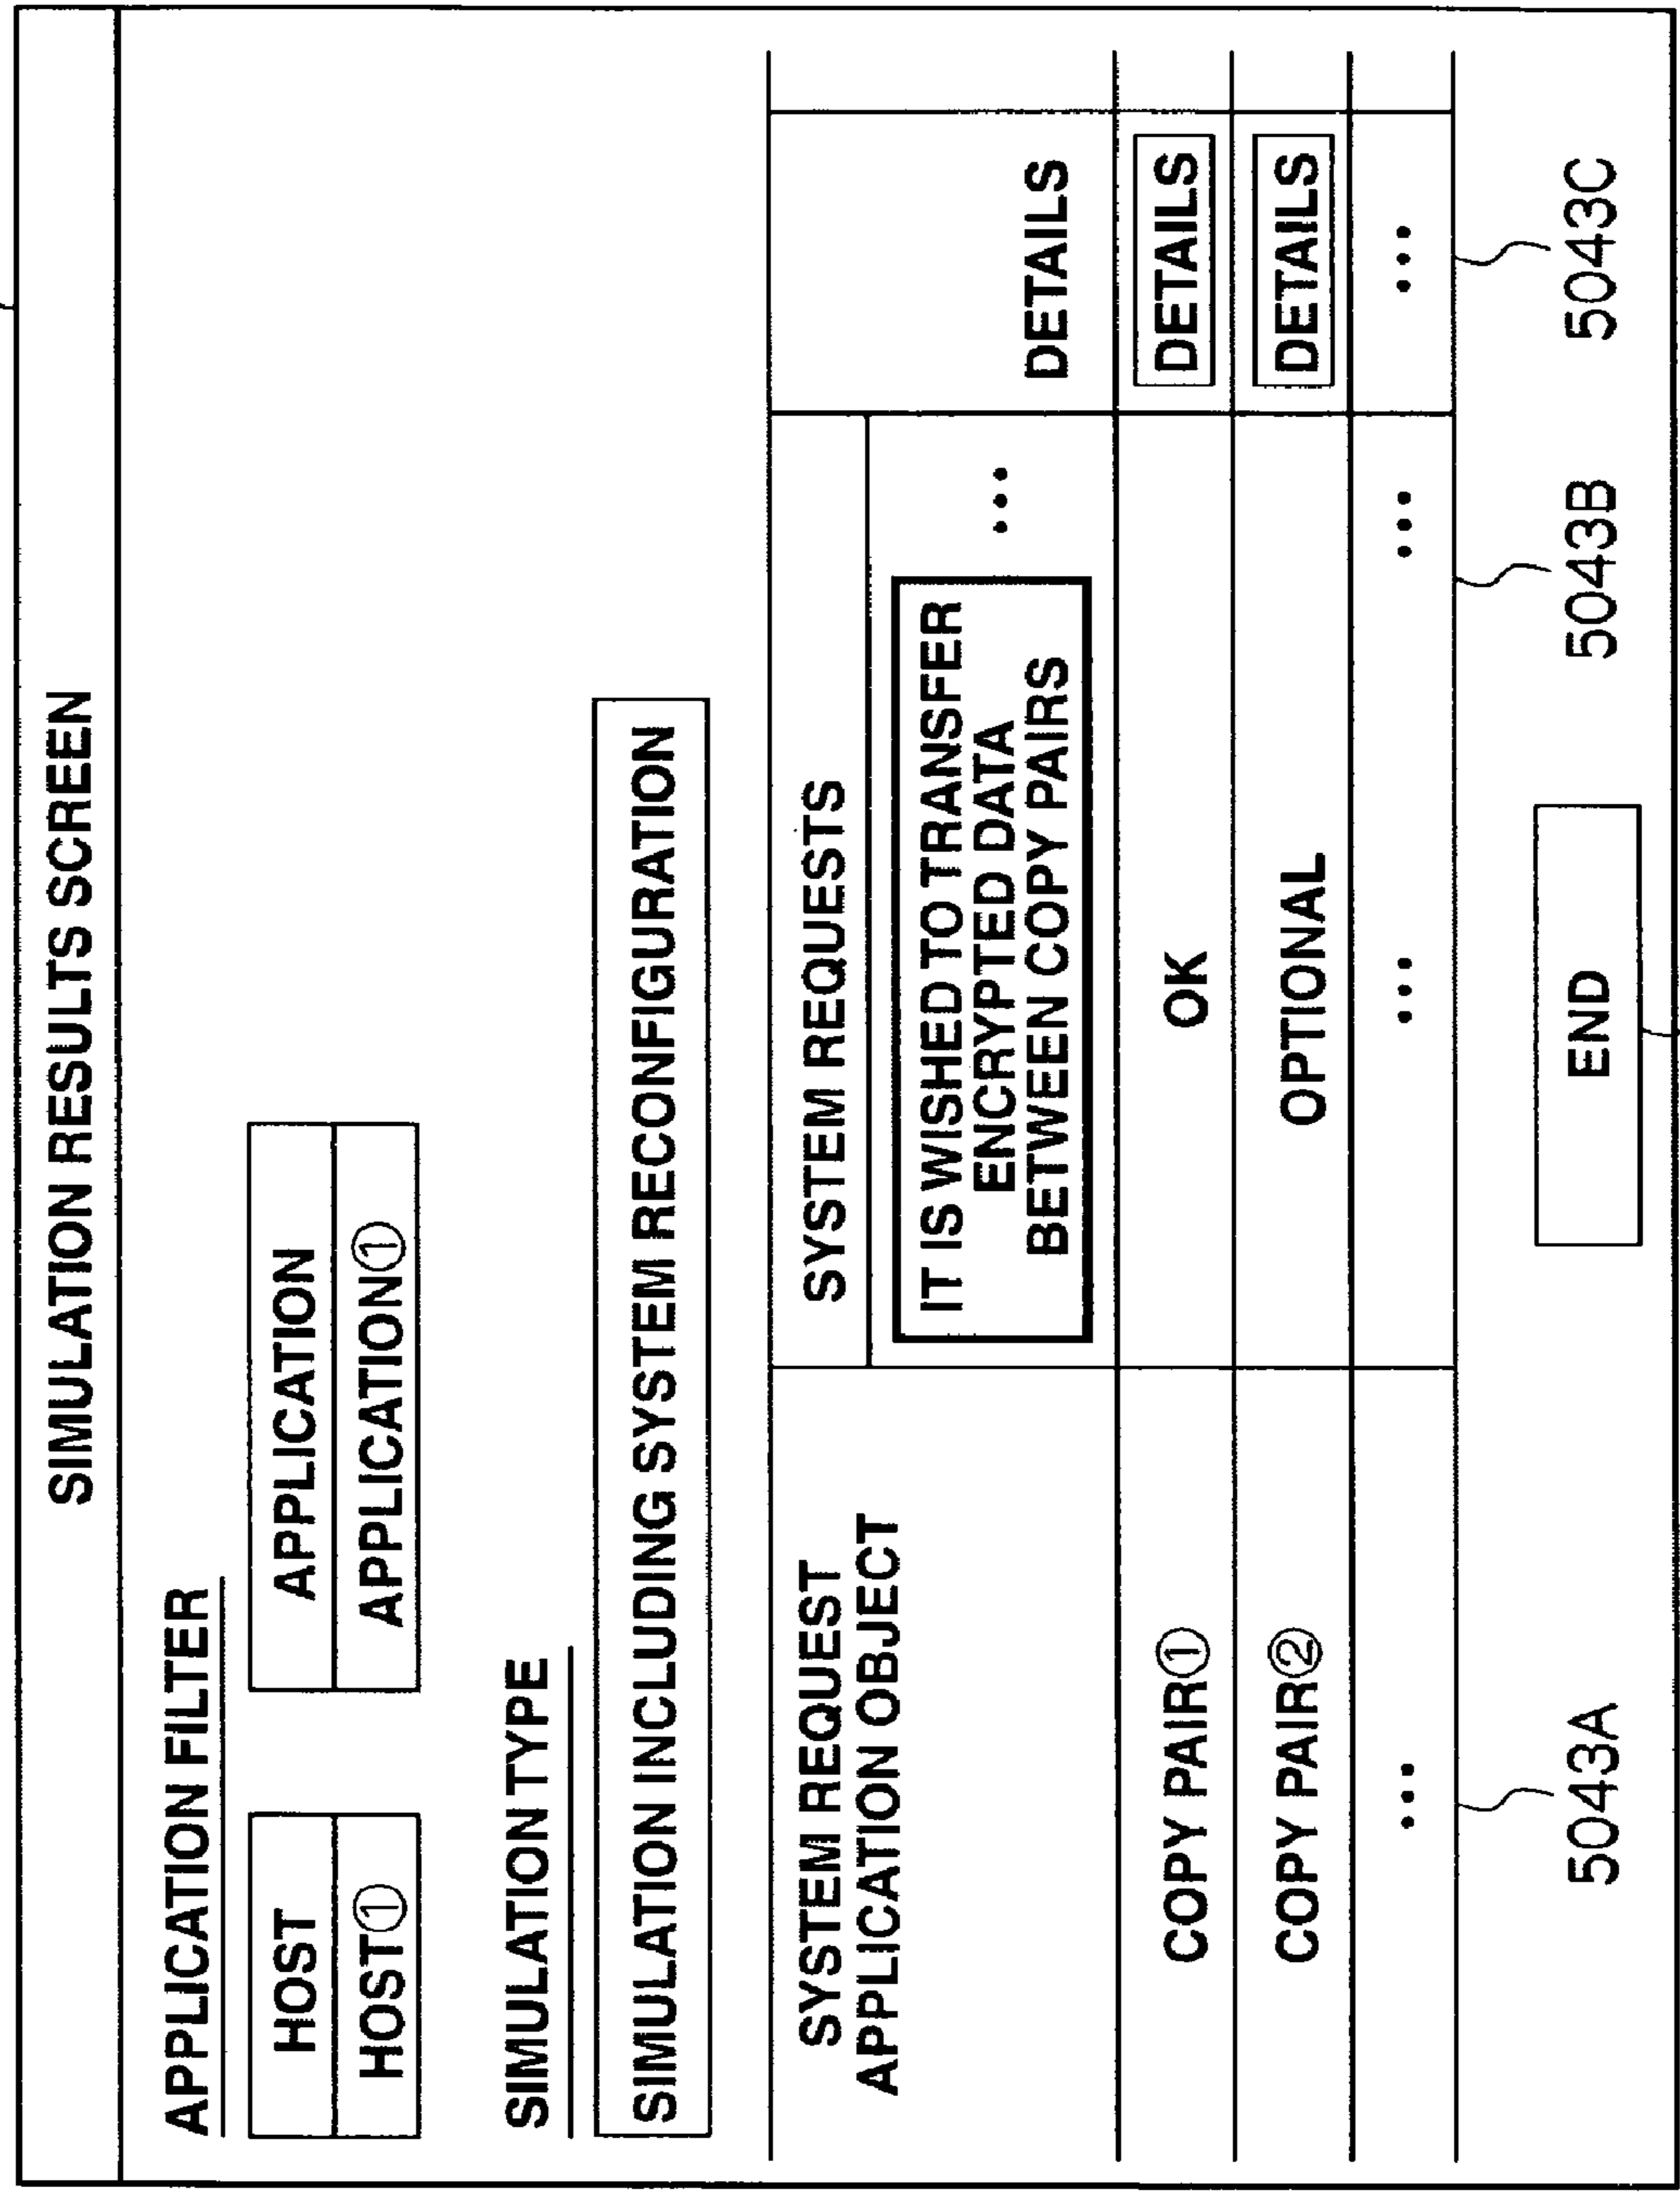 SIMULATION RESULTS SCREEN
APPLICATION FILTER
HOST APPLICATION
HOST① APPLICATION①
SIMULATION TYPE
SIMULATION INCLUDING SYSTEM RECONFIGURATION
SYSTEM REQUEST
APPLICATION OBJECT
SYSTEM REQUESTS
IT IS WISHED TO TRANSFER
ENCRYPTED DATA
BETWEEN COPY PAIRS
...
DETAILS
COPY PAIR① OK DETAILS
COPY PAIR② OPTIONAL DETAILS
... ... ... ...
5043A 5043B 5043C
END